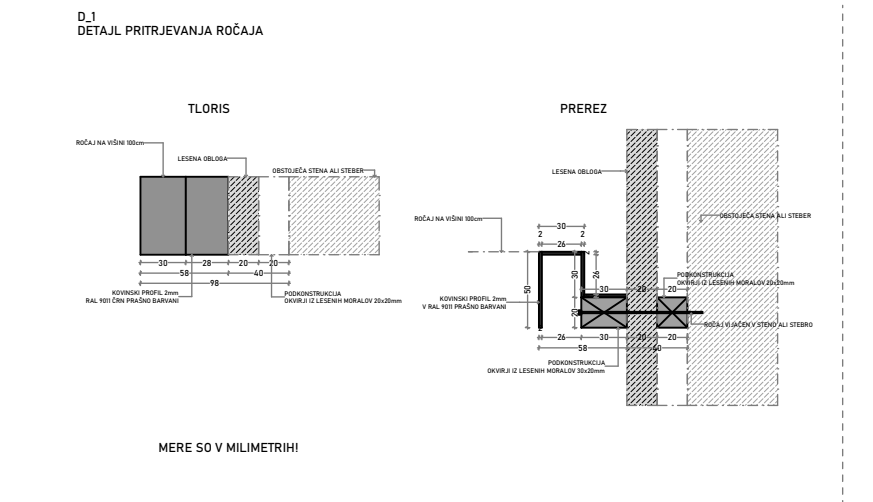 D_1
DETAJL PRITRJEVANJA ROČAJA
TLORIS
ROČAJ NA VIŠINI 100cm
LESENA OBLOGA
OBSTOJEČA STENA ALI STEBER
30
28
20
20
58
40
98
KOVINSKI PROFIL 2mm
RAL 9011 ČRN PRAŠNO BARVANI
PODKONSTRUKCIJA
OKVIRJI IZ LESENIH MORALOV 20x20mm
PREREZ
LESENA OBLOGA
OBSTOJEČA STENA ALI STEBER
ROČAJ NA VIŠINI 100cm
30
2
2
26
2
50
30
26
30
20
20
20
PODKONSTRUKCIJA
OKVIRJI IZ LESENIH MORALOV 20x20mm
KOVINSKI PROFIL 2mm
V RAL 9011 PRAŠNO BARVANI
ROČAJ VIJAČEN V STENO ALI STEBRO
2
26
30
20
20
58
40
PODKONSTRUKCIJA
OKVIRJI IZ LESENIH MORALOV 30x20mm
MERE SO V MILIMETRIH!